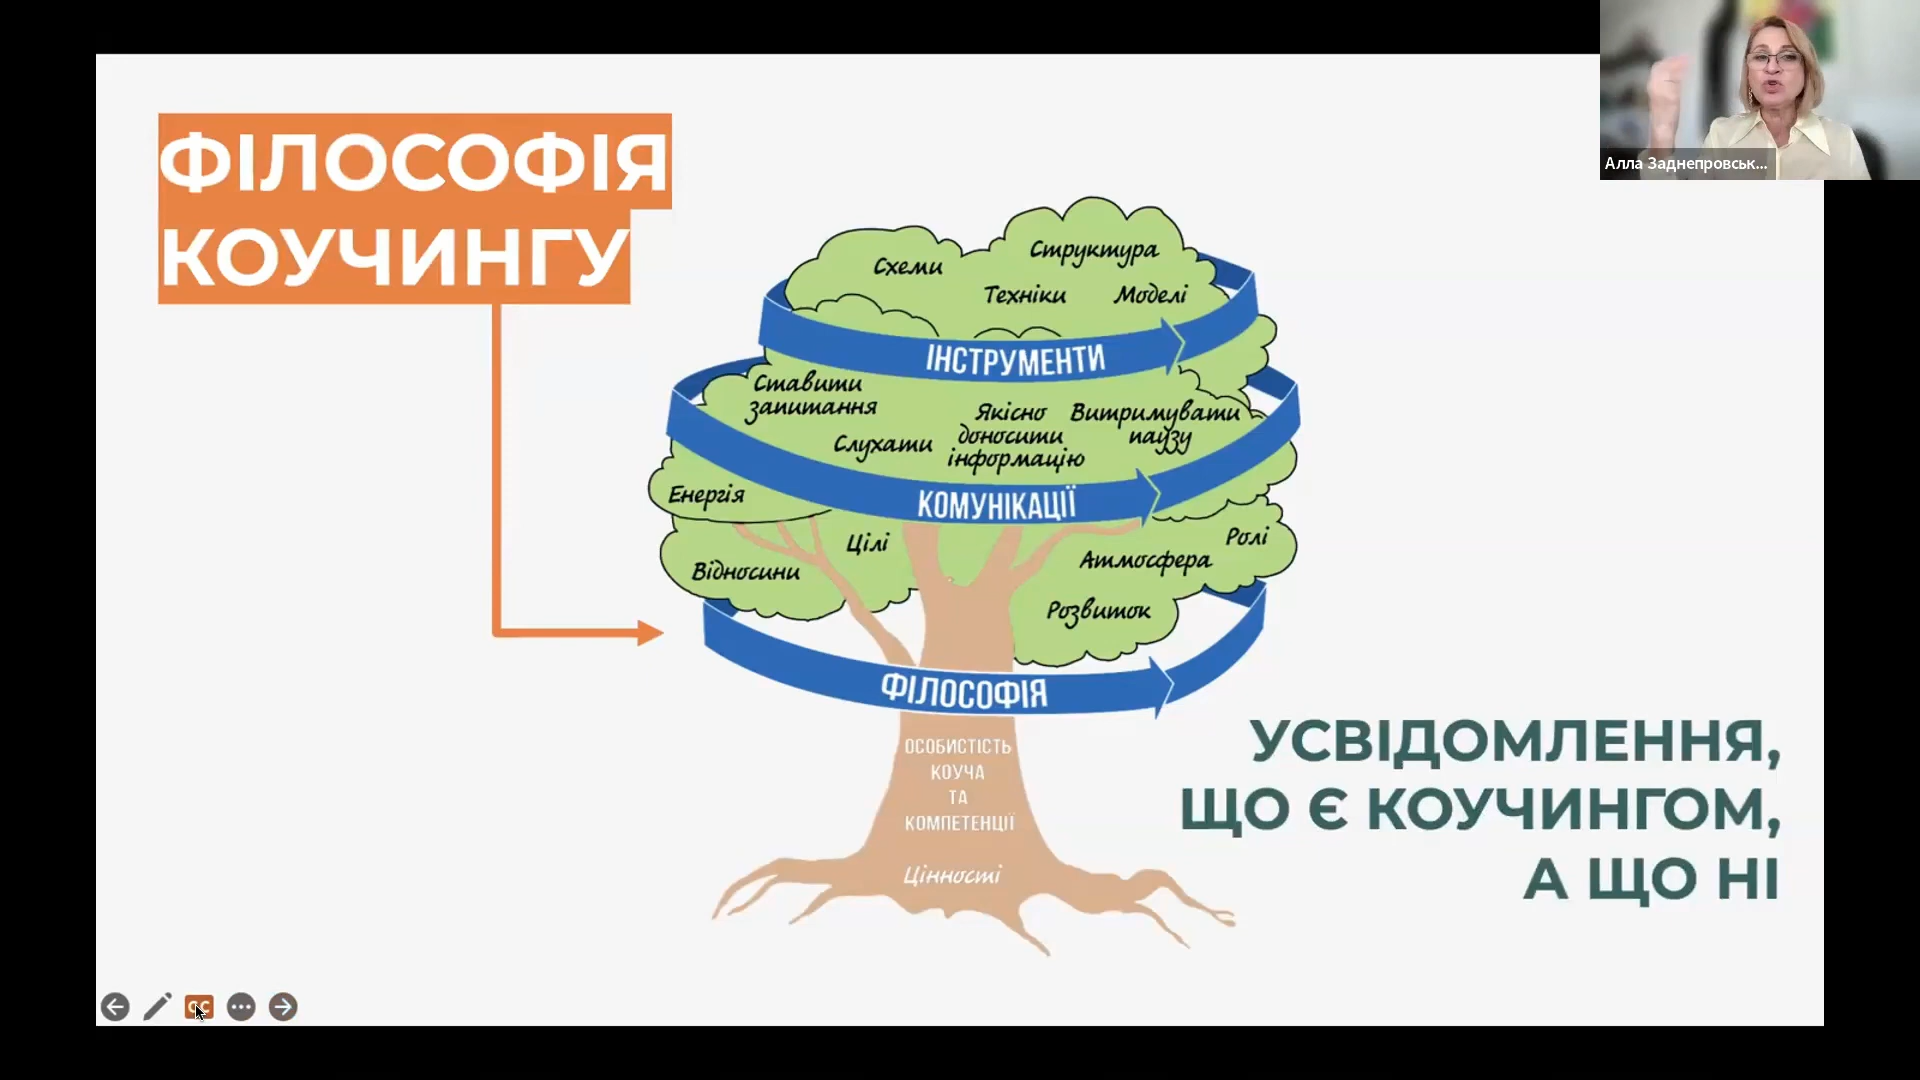 ФІЛОСОФІЯ
КОУЧИНГУ
Алла Заднепровськ...
Схеми
Структура
Техніки
Моделі
ІНСТРУМЕНТИ
Ставити
запитання
Слухати
Якісно
доносити
інформацію
Витримувати
паузу
КОМУНІКАЦІЇ
Енергія
Цілі
Відносини
Ролі
Атмосфера
Розвиток
ФІЛОСОФІЯ
ОСОБИСТІСТЬ
КОУЧА
ТА
КОМПЕТЕНЦІЇ
Цінності
УСВІДОМЛЕННЯ,
ЩО Є КОУЧИНГОМ,
А ЩО НІ
CC